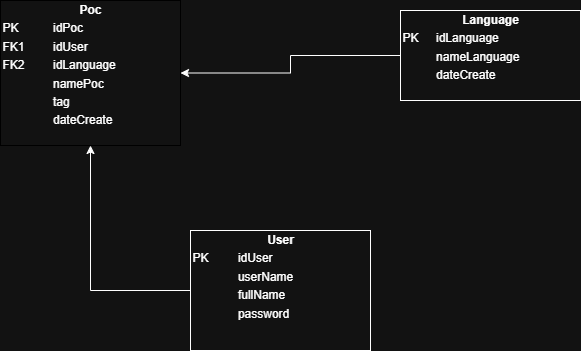 Poc
PK idPoc
FK1 idUser
FK2 idLanguage
namePoc
tag
dateCreate
Language
PK idLanguage
nameLanguage
dateCreate
User
PK idUser
userName
fullName
password